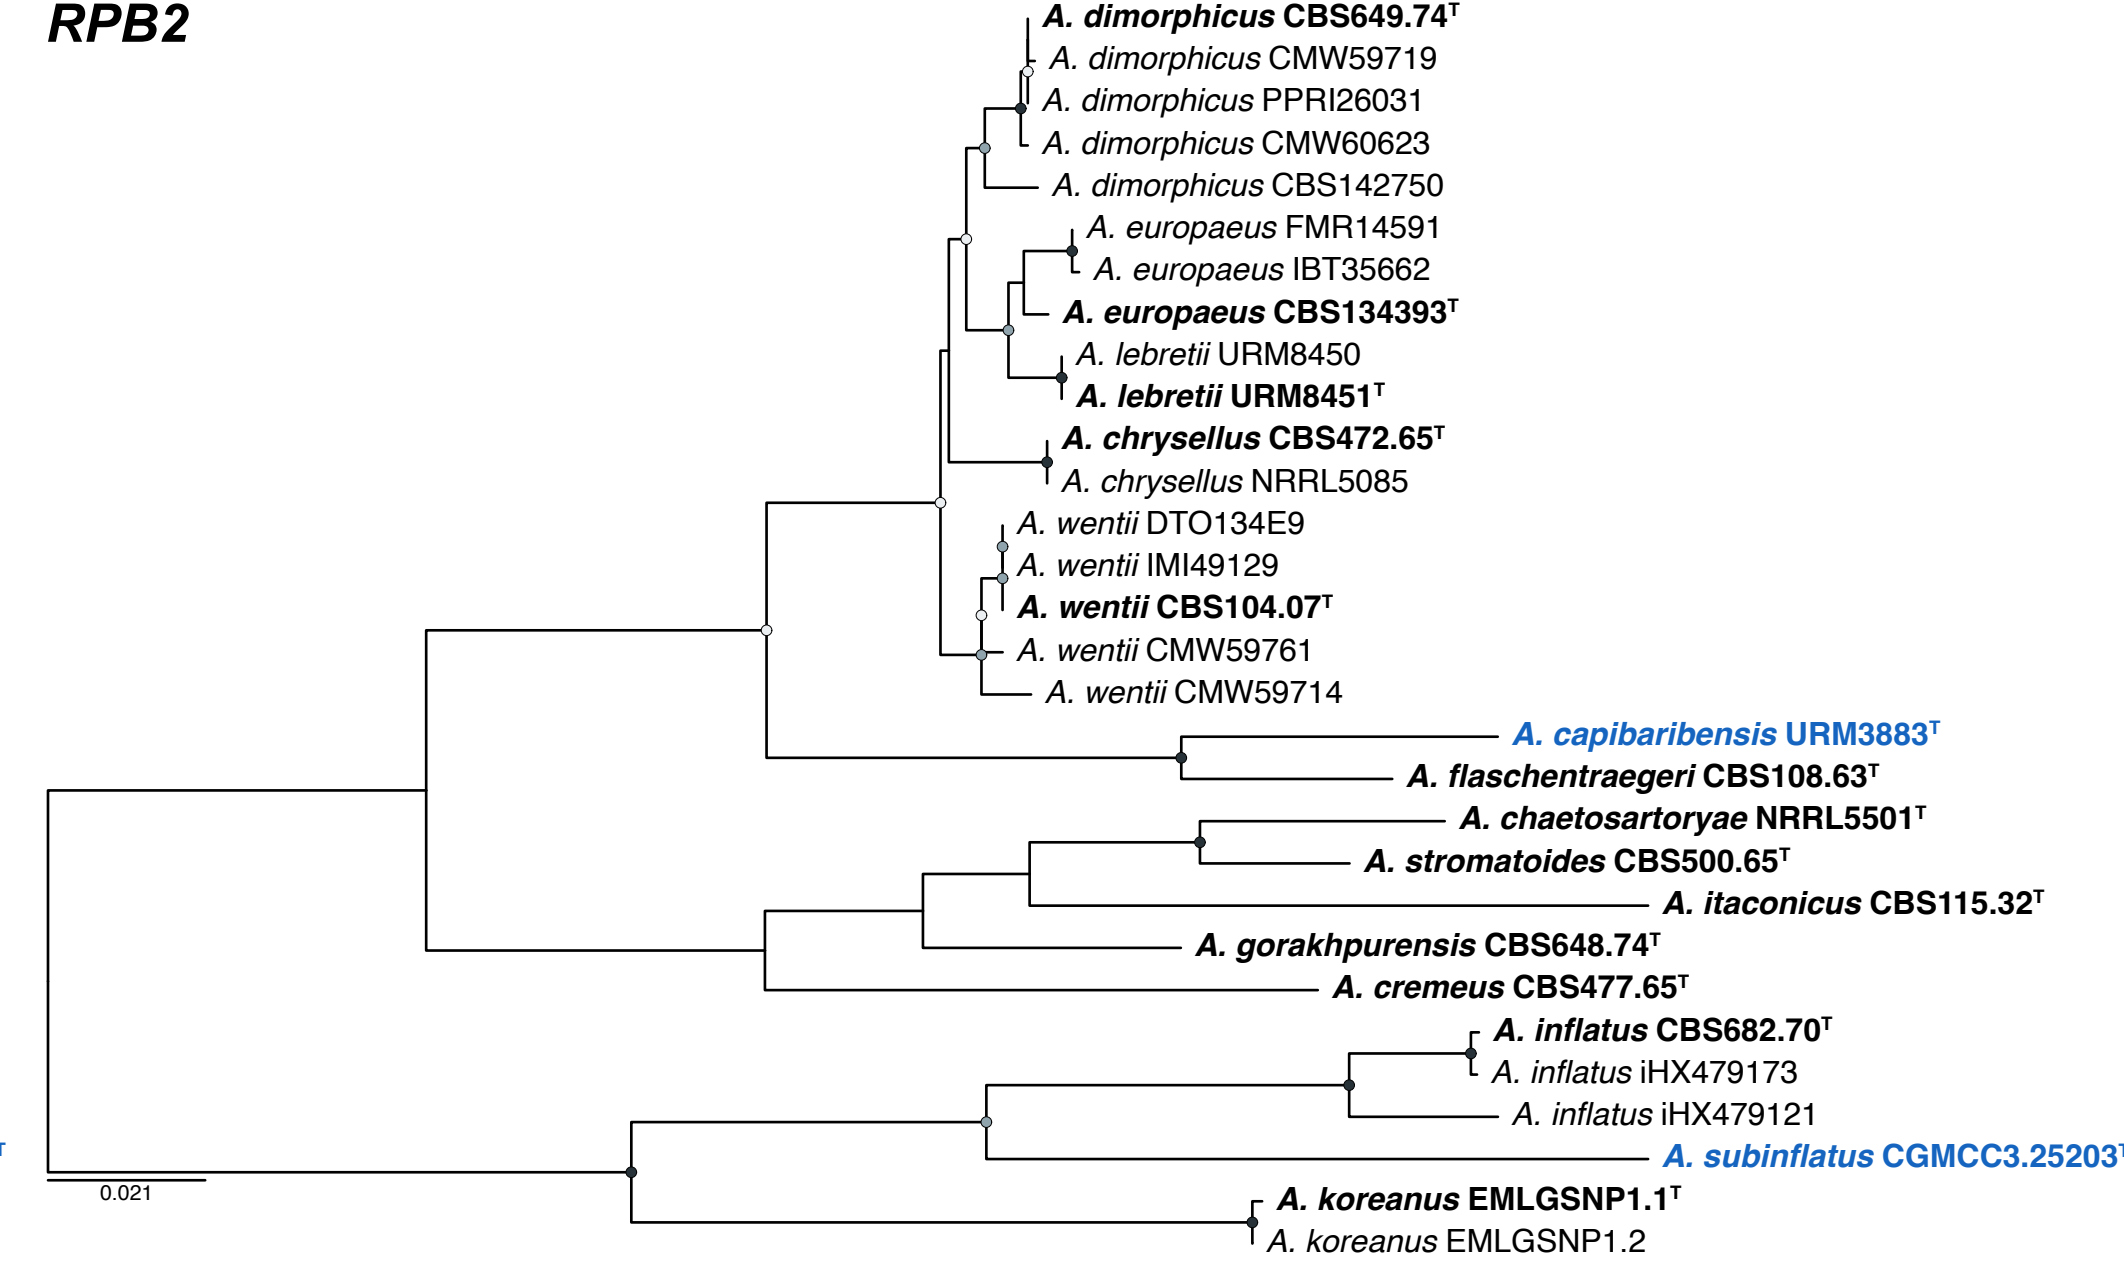 RPB2
A. dimorphicus CBS649.74ᵀ
A. dimorphicus CMW59719
A. dimorphicus PPRI26031
A. dimorphicus CMW60623
A. dimorphicus CBS142750
A. europaeus FMR14591
A. europaeus IBT35662
A. europaeus CBS134393ᵀ
A. lebretii URM8450
A. lebretii URM8451ᵀ
A. chrysellus CBS472.65ᵀ
A. chrysellus NRRL5085
A. wentii DTO134E9
A. wentii IMI49129
A. wentii CBS104.07ᵀ
A. wentii CMW59761
A. wentii CMW59714
A. capibaribensis URM3883ᵀ
A. flaschentraegeri CBS108.63ᵀ
A. chaetosartoryae NRRL5501ᵀ
A. stromatoides CBS500.65ᵀ
A. itaconicus CBS115.32ᵀ
A. gorakhpurensis CBS648.74ᵀ
A. cremeus CBS477.65ᵀ
A. inflatus CBS682.70ᵀ
A. inflatus iHX479173
A. inflatus iHX479121
ᵀ
A. subinflatus CGMCC3.25203ᵀ
0.021
A. koreanus EMLGSNP1.1ᵀ
A. koreanus EMLGSNP1.2